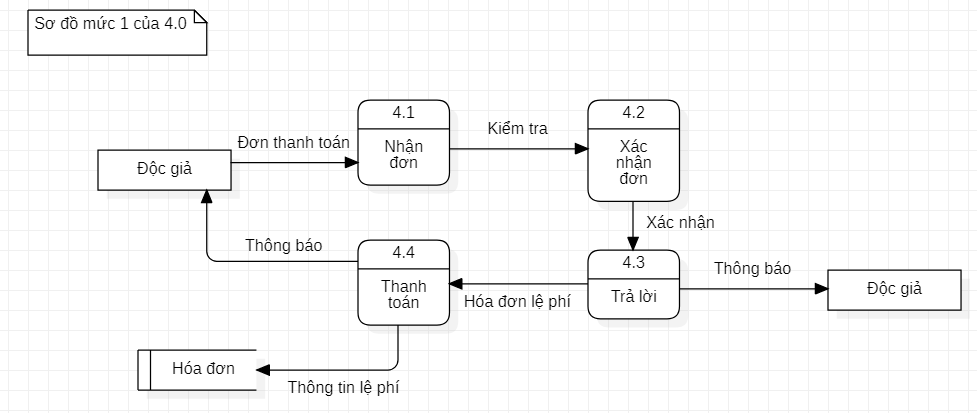 Sơ đồ mức 1 của 4.0
4.1
4.2
Đơn thanh toán
Kiểm tra
Nhận
đơn
Xác
nhận
đơn
Độc giả
Xác nhận
Thông báo
4.4
4.3
Thông báo
Thanh
toán
Hóa đơn lệ phí
Trả lời
Độc giả
Hóa đơn
Thông tin lệ phí